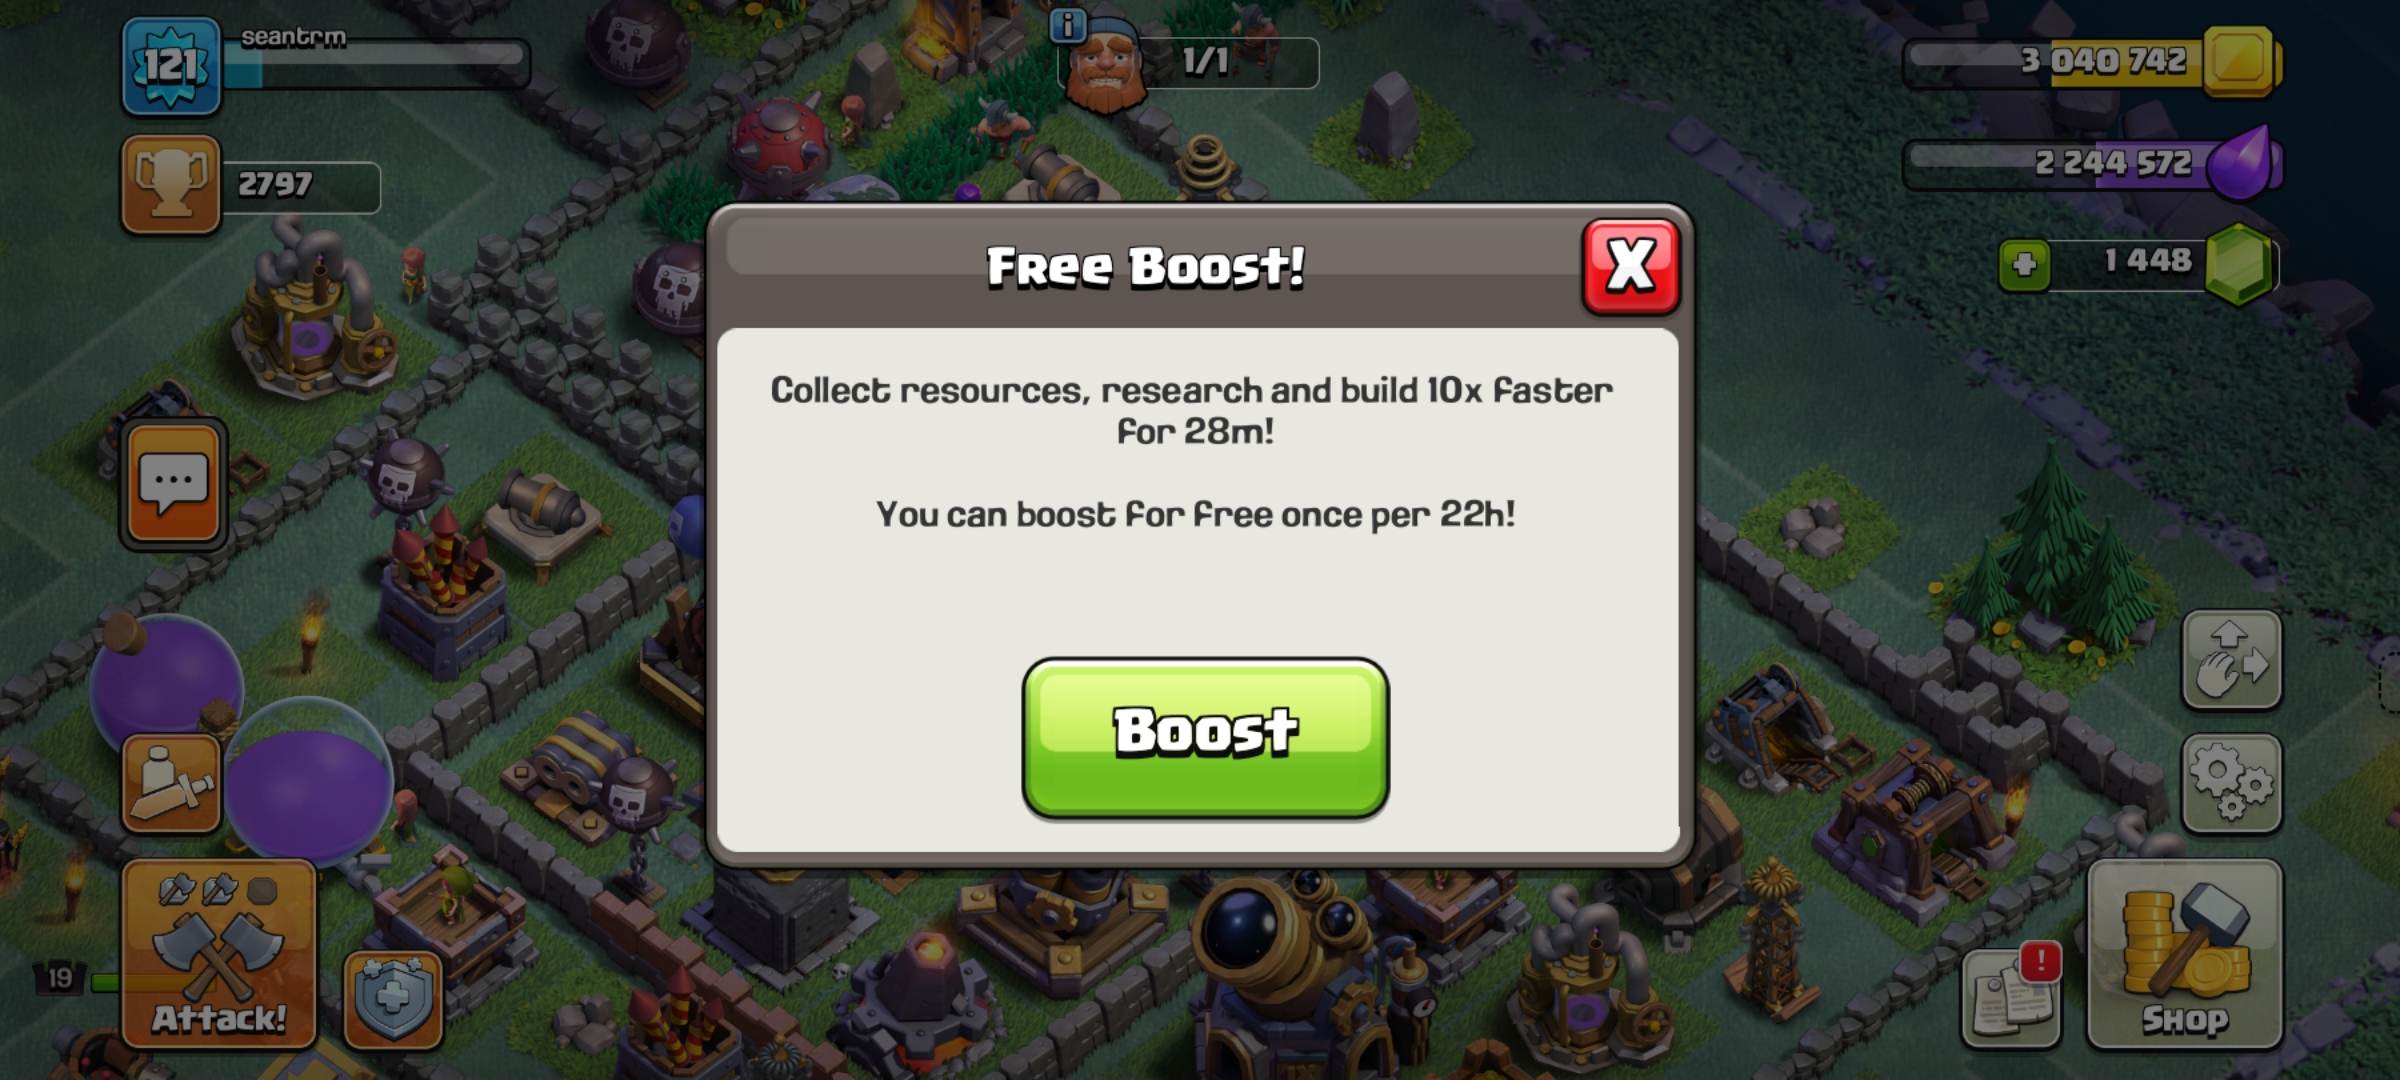 121
seantrm
1/1
3 040 742
2797
2 244 572
1 448
Free Boost!
X
Collect resources, research and build 10x faster
for 28m!
You can boost for free once per 22h!
Boost
19
Attack!
!
Shop